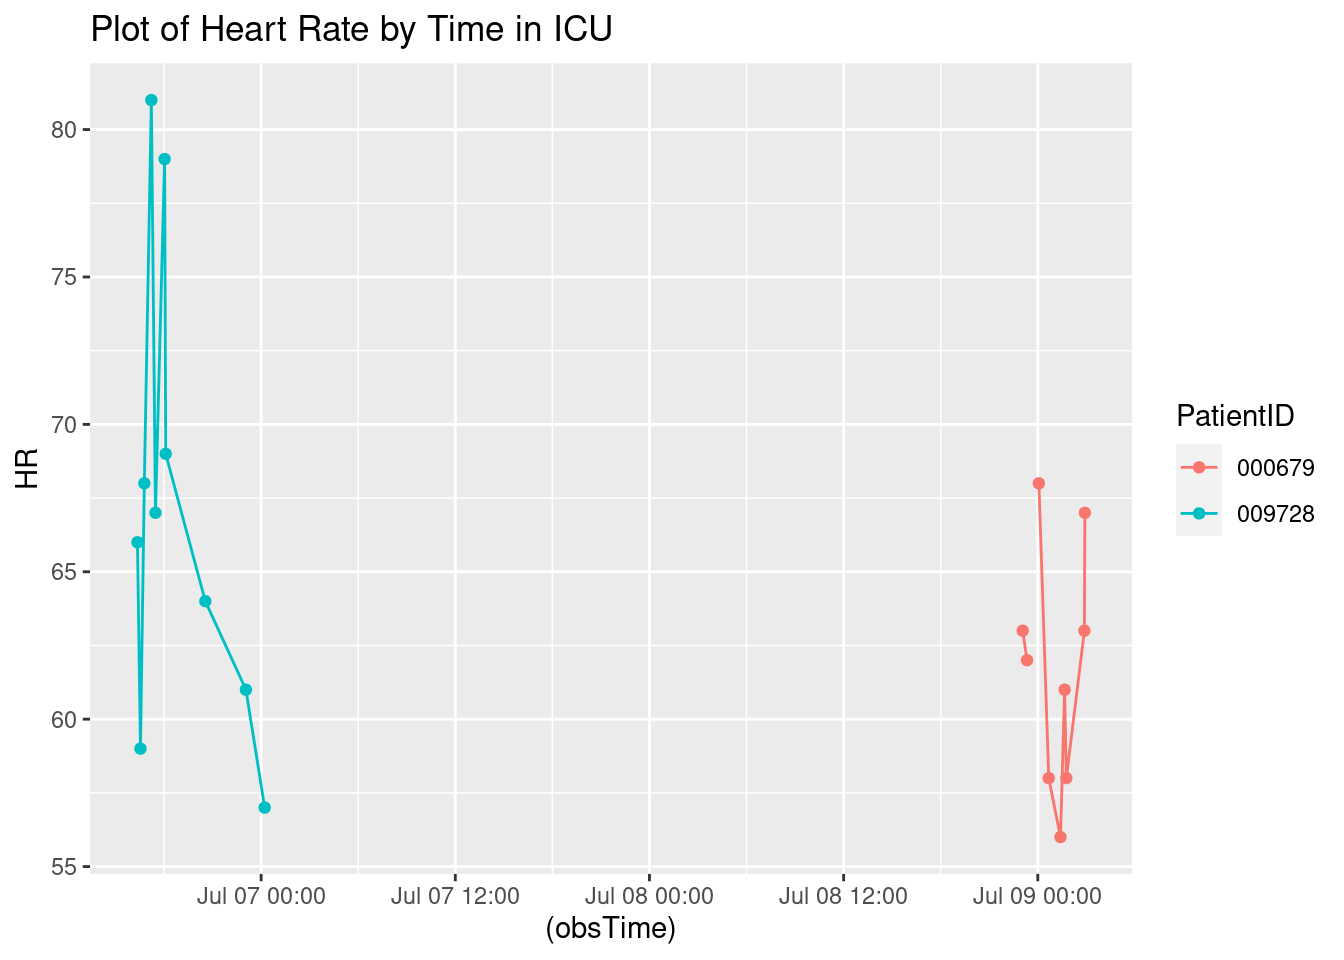 Plot of Heart Rate by Time in ICU
HR
80
75
70
65
60
55
Jul 07 00:00 Jul 07 12:00 Jul 08 00:00 Jul 08 12:00 Jul 09 00:00
(obsTime)
PatientID
000679
009728